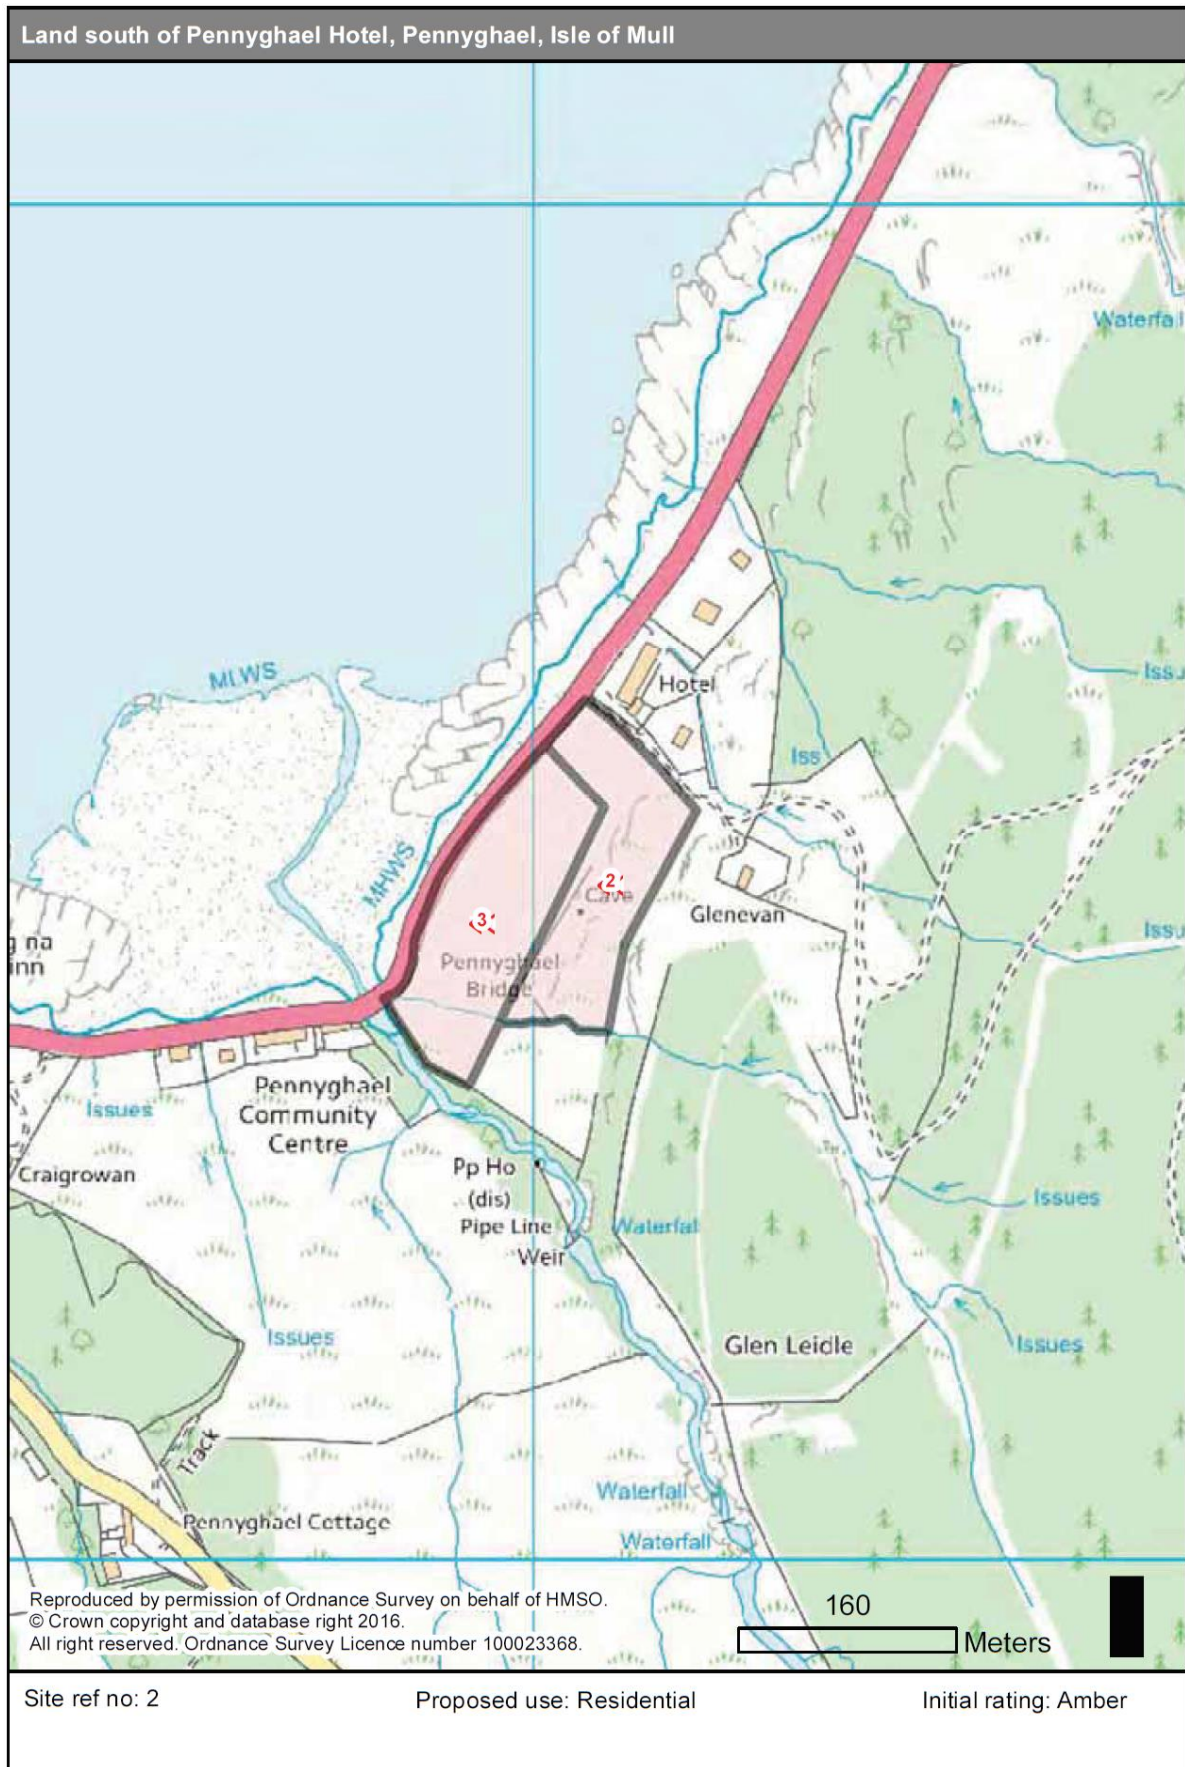 Land south of Pennyghael Hotel, Pennyghael, Isle of Mull
Waterfall
MLWS
Hotel
Issu
Iss
MHWS
2
Cave
3
Glenevan
Issu
g na
inn
Pennyghael
Bridge
Pennyghael
Community
Centre
Issues
Craigrowan
Pp Ho
(dis)
Pipe Line
Weir
Waterfal
Issues
Issues
Glen Leidle
Issues
Track
Waterfall
Pennyghael Cottage
Waterfall
Reproduced by permission of Ordnance Survey on behalf of HMSO.
© Crown copyright and database right 2016.
All right reserved. Ordnance Survey Licence number 100023368.
160
Meters
Site ref no: 2
Proposed use: Residential
Initial rating: Amber